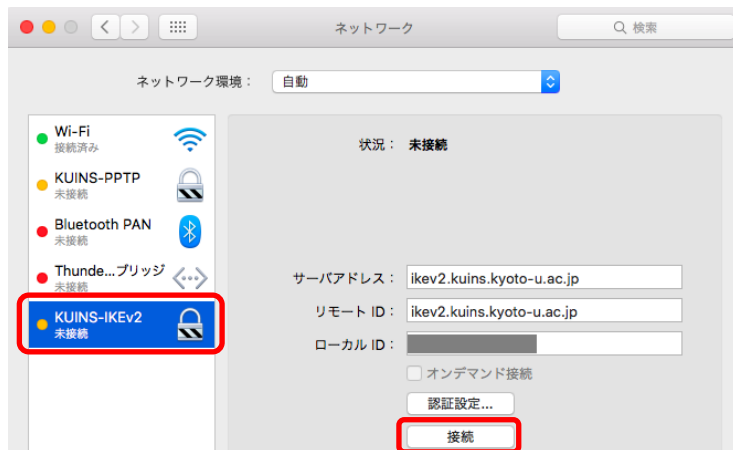 ネットワーク
検索
ネットワーク環境：
自動
Wi-Fi
接続済み
KUINS-PPTP
未接続
Bluetooth PAN
未接続
Thunde...ブリッジ
未接続
KUINS-IKEv2
未接続
状況： 未接続
サーバアドレス： ikev2.kuins.kyoto-u.ac.jp
リモート ID： ikev2.kuins.kyoto-u.ac.jp
ローカル ID：
オンデマンド接続
認証設定...
接続